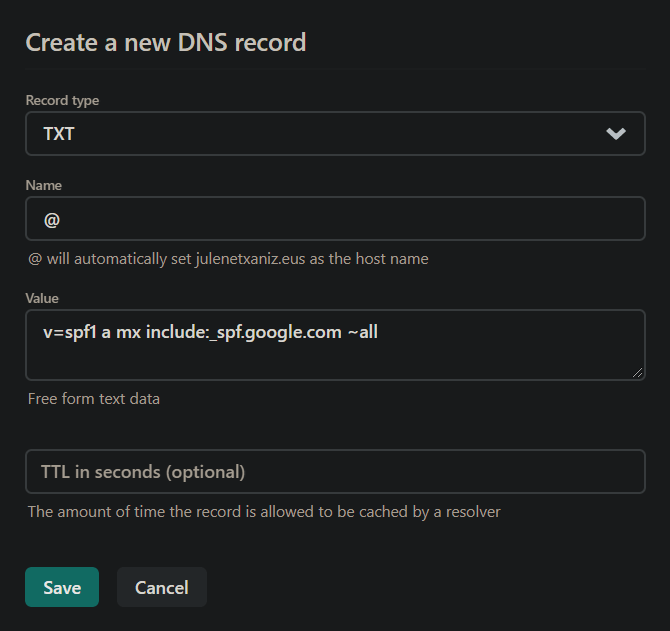 Create a new DNS record
Record type
TXT
Name
@
@ will automatically set julenetxaniz.eus as the host name
Value
v=spf1 a mx include:_spf.google.com ~all
Free form text data
TTL in seconds (optional)
The amount of time the record is allowed to be cached by a resolver
Save Cancel